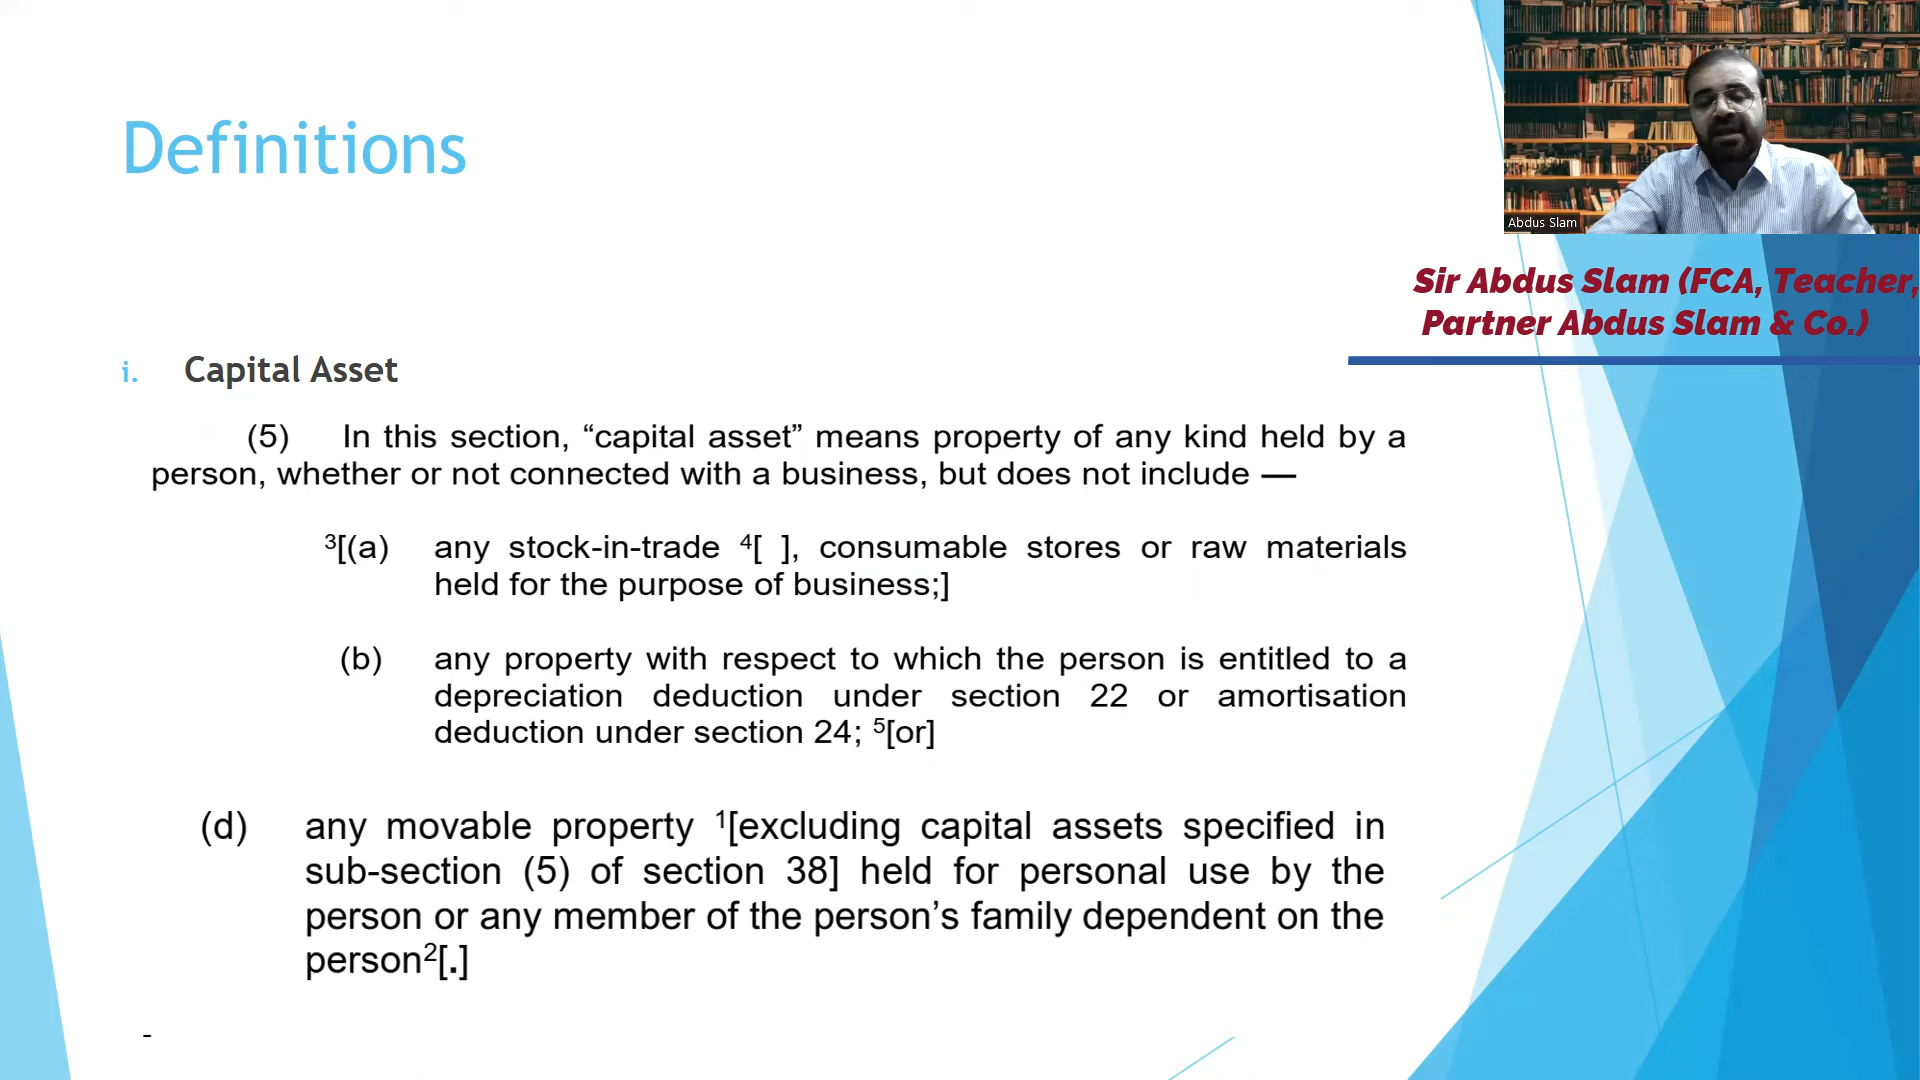 Definitions
Abdus Slam
Sir Abdus Slam (FCA, Teacher,
Partner Abdus Slam & Co.)
i. Capital Asset
(5) In this section, “capital asset” means property of any kind held by a
person, whether or not connected with a business, but does not include —
3[(a) any stock-in-trade 4[ ], consumable stores or raw materials
held for the purpose of business;]
(b) any property with respect to which the person is entitled to a
depreciation deduction under section 22 or amortisation
deduction under section 24; 5[or]
(d) any movable property 1[excluding capital assets specified in
sub-section (5) of section 38] held for personal use by the
person or any member of the person’s family dependent on the
person2[.]
-